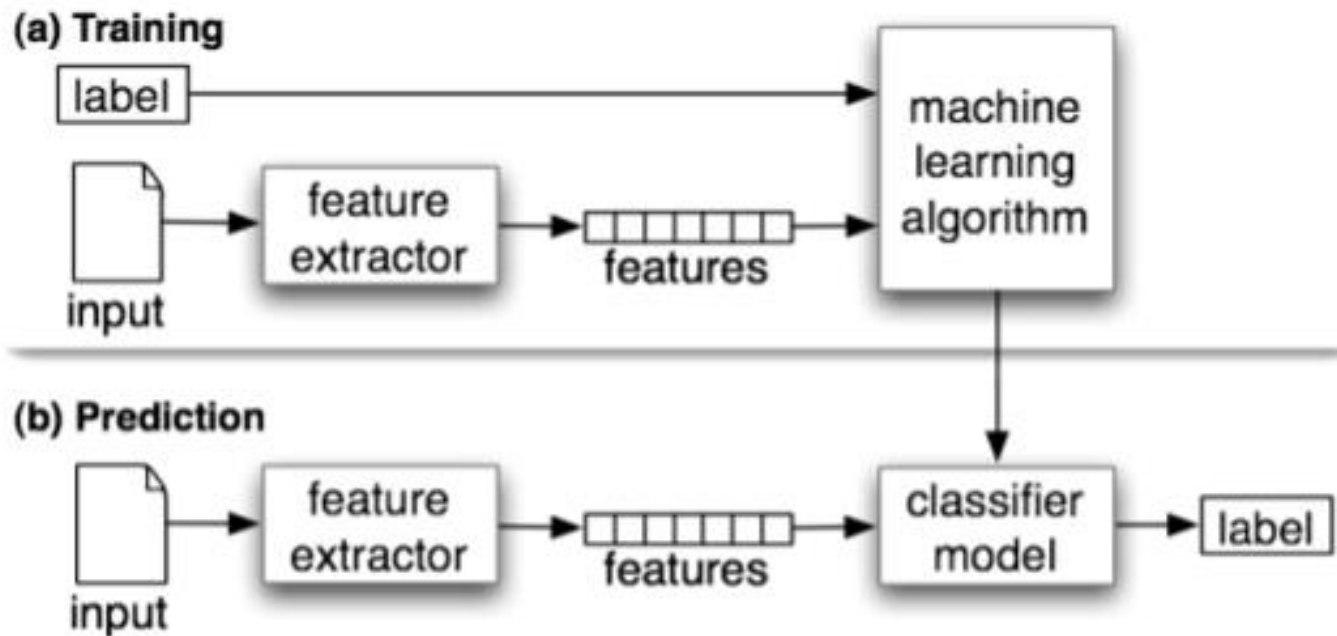 (a) Training
label
machine
learning
algorithm
feature
extractor
features
input
(b) Prediction
feature
extractor
features
input
classifier
model
label